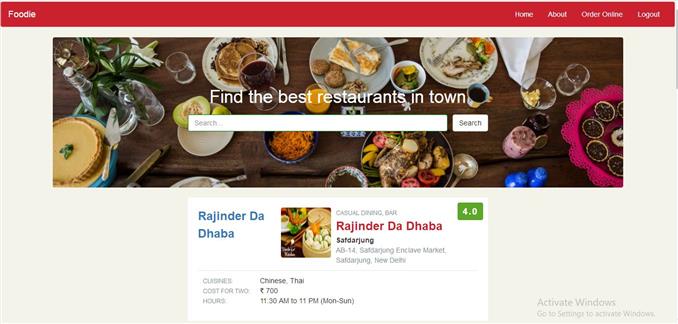 Foodie
Home About Order Online Logout
Find the best restaurants in town
Search...
Search
Rajinder Da
Dhaba
CASUAL DINING, BAR
4.0
Rajinder Da Dhaba
Safdarjung
AB-14, Safdarjung Enclave Market,
Safdarjung, New Delhi
CUISINES: Chinese, Thai
COST FOR TWO: ₹ 700
HOURS: 11:30 AM to 11 PM (Mon-Sun)
Activate Windows
Go to Settings to activate Windows.